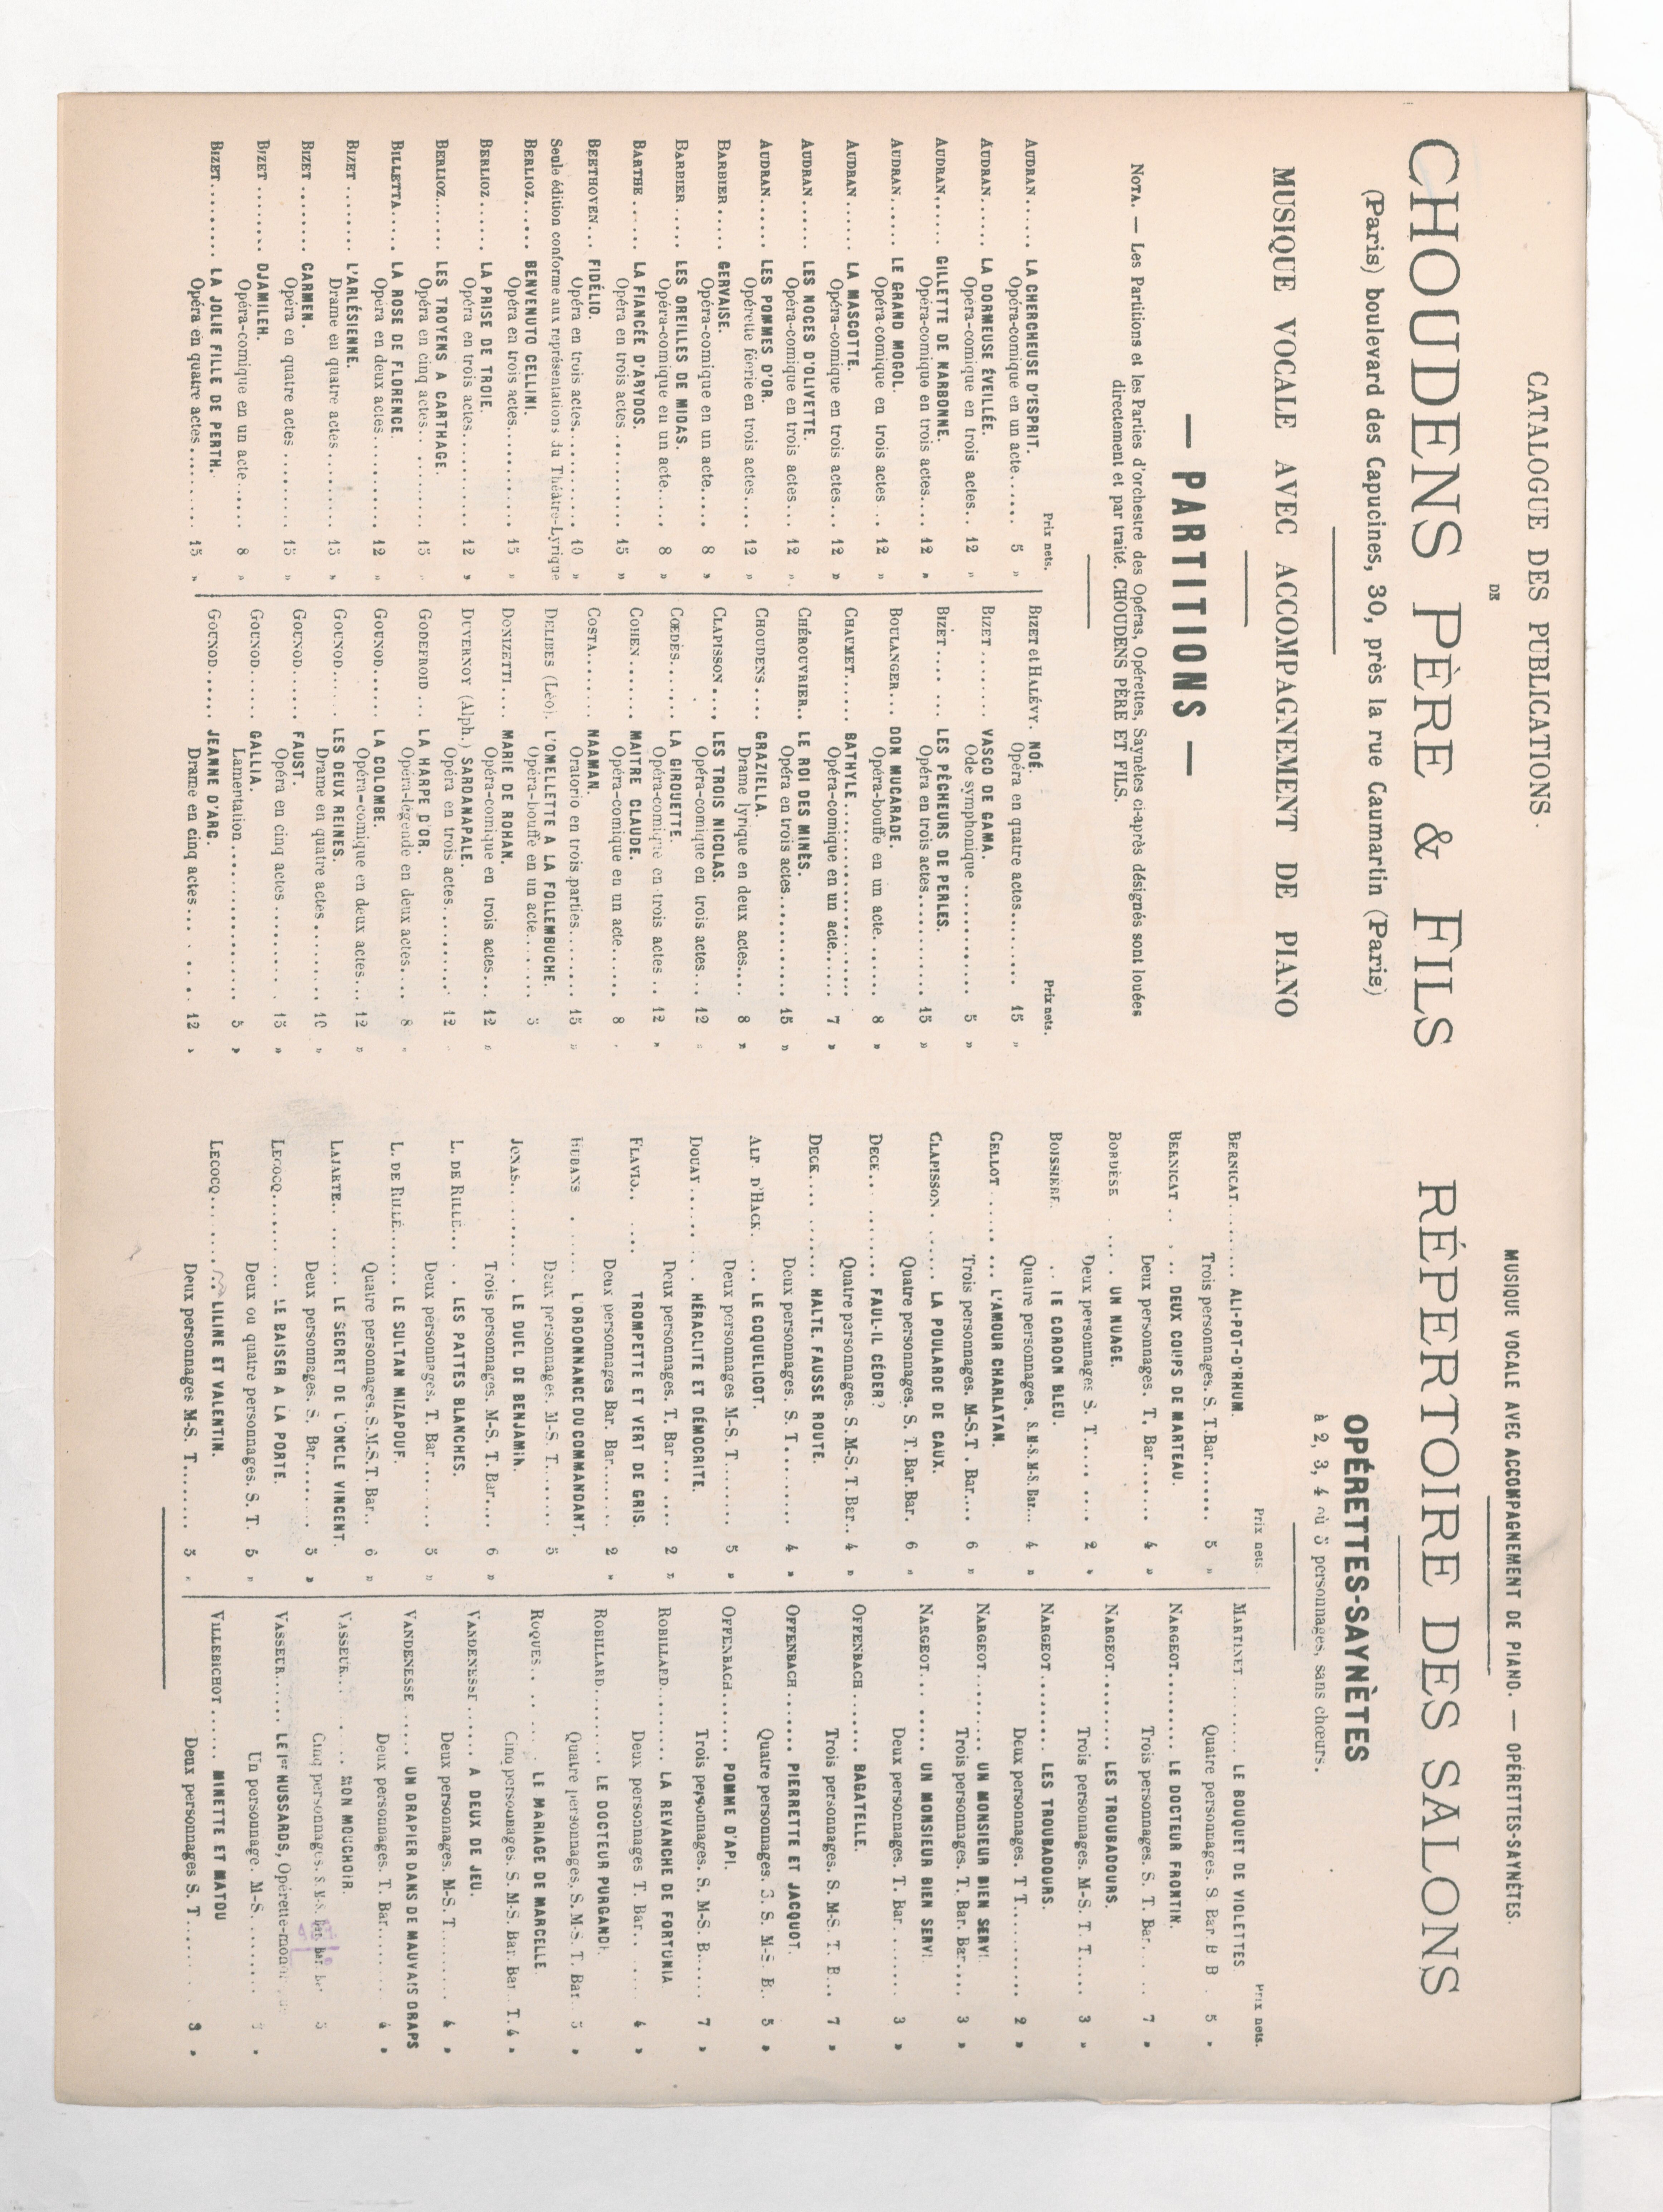 CATALOGUE DES PUBLICATIONS
DE
CHOUDENS PÈRE & FILS
(Paris) boulevard des Capucines, 30, près la rue Caumartin (Paris)
MUSIQUE VOCALE AVEC ACCOMPAGNEMENT DE PIANO
— PARTITIONS —
NOTA. — Les Partitions et les Parties d'orchestre des Opéras, Opérettes, Saynètes ci-après désignés sont louées
directement et par traité. CHOUDENS PÈRE ET FILS.
Prix nets.
AUDRAN..... LA CHERCHEUSE D'ESPRIT.
Opéra-comique en un acte..... 5 »
AUDRAN..... LA DORMEUSE ÉVEILLÉE.
Opéra-comique en trois actes.. 12 »
AUDRAN..... GILETTE DE NARBONNE.
Opéra-comique en trois actes... 12 »
AUDRAN..... LE GRAND MOGOL.
Opéra-comique en trois actes ... 12 »
AUDRAN..... LA MASCOTTE.
Opéra-comique en trois actes... 12 »
AUDRAN..... LES NOCES D'OLIVETTE.
Opéra-comique en trois actes... 12 »
AUDRAN..... LES POMMES D'OR.
Opérette féerie en trois actes.... 12 »
BARBIER..... GERVAISE.
Opéra-comique en un acte.... 8 »
BARBIER..... LES OREILES DE MIDAS.
Opéra-comique en un acte.... 8 »
BARTHE..... LA FIANCÉE D'ABYDOS.
Opéra en trois actes.......... 15 »
BEETHOVEN... FIDÉLIO.
Opéra en trois actes.......... 10 »
Seule édition conforme aux représentations du Théâtre-Lyrique
BERLIOZ..... BENVENUTO CELLINI.
Opéra en trois actes.......... 15 »
BERLIOZ..... LA PRISE DE TROIE.
Opéra en trois actes.......... 12 »
BERLIOZ..... LES TROYENS A CARTHAGE.
Opéra en cinq actes.......... 15 »
BILLETTA..... LA ROSE DE FLORENCE
Opéra en deux actes.......... 12 »
BIZET....... L'ARLÉSIENNE.
Drame en quatre actes........ 15 »
BIZET....... CARMEN.
Opéra en quatre actes........ 15 »
BIZET....... DJAMILEH.
Opéra-comique en un acte..... 8 »
BIZET....... LA JOLIE FILLE DE PERTH.
Opéra en quatre actes........ 15 »
Prix nets.
BIZET et HALÉVY. NOÉ.
Opéra en quatre actes........ 15 »
BIZET....... VASCO DE GAMA.
Ode symphonique........... 5 »
BIZET....... LES PÊCHEURS DE PERLES.
Opéra en trois actes.......... 15 »
BOULANGER... DON MUCARADE.
Opéra-bouffe en un acte....... 8 »
CHAUMET..... BATHYLE....................
Opéra-comique en un acte..... 7 »
CHÉROUVRIER.. LE ROI DES MINES.
Opéra en trois actes.......... 15 »
CHOUDENS.... GRAZIELLA.
Drame lyrique en deux actes.... 8 »
CLAPISSON.... LES TROIS NICOLAS.
Opéra-comique en trois actes... 12 »
CŒDÈS...... LA GIROUETTE.
Opéra-comique en trois actes .. 12 »
COHEN....... MAITRE CLAUDE.
Opéra-comique en un acte..... 8 »
COSTA....... NAAMAN.
Oratorio en trois parties....... 15 »
DELIBES (Léo). L'OMELETTE A LA FOLLEMBUCHE.
Opéra-bouffe en un acte....... 5
DONIZETTI.... MARIE DE ROHAN.
Opéra-comique en trois actes... 12 »
DUVERNOY (Alph.) SARDANAPALE.
Opéra en trois actes.......... 12
GODEFROID ... LA HARPE D'OR.
Opéra-légende en deux actes.... 8 »
GOUNOD..... LA COLOMBE.
Opéra-comique en deux actes... 12 »
GOUNOD..... LES DEUX REINES.
Drame en quatre actes........ 10 »
GOUNOD..... FAUST.
Opéra en cinq actes.......... 15 »
GOUNOD..... GALLIA.
Lamentation................ 5 »
GOUNOD..... JEANNE D'ARC.
Drame en cinq actes.......... 12 »
MUSIQUE VOCALE AVEC ACCOMPAGNEMENT DE PIANO. — OPÉRETTES-SAYNÈTES.
RÉPERTOIRE DES SALONS
OPÉRETTES-SAYNÈTES
à 2, 3, 4 où 5 personnages, sans chœurs.
Prix nets.
BERNICAT...... ALI-POT-D'RHUM.
Trois personnages. S. T. Bar...... 5 »
BERNICAT .... DEUX COUPS DE MARTEAU.
Deux personnages. T. Bar...... 4 »
BORDÈSE .... UN NUAGE.
Deux personnages S. T........ 2 »
BOISSIÈRE. .. LE CORDON BLEU.
Quatre personnages. S. M-S. M-S Bar... 4 »
CELLOT ....... L'AMOUR CHARLATAN.
Trois personnages. M-S. T. Bar.... 6 »
CLAPISSON...... LA POULARDE DE CAUX.
Quatre personnages. S. T. Bar. Bar. 6 »
DECK......... FAUL-IL CÉDER?
Quatre personnages. S. M-S. T. Bar.. 4 »
DECK......... HALTE. FAUSSE ROUTE.
Deux personnages. S. T........ 4 »
ALP. D'HACK. ... LE COQUELICOT.
Deux personnages M-S. T....... 5 »
DOUAY....... HÉRACLITE ET DÉMOCRITE.
Deux personnages. T. Bar...... 2 »
FLAVIO.. .... TROMPETTE ET VERT DE GRIS.
Deux personnages Bar. Bar...... 2 »
HUBANS ...... L'ORDONNANCE DU COMMANDANT.
Deux personnages. M-S. T....... 5
JONAS......... LE DUEL DE BENJAMIN.
Trois personnages. M-S. T. Bar.... 6 »
L. DE RILLÉ... . LES PATTES BLANCHES.
Deux personnages. T. Bar...... 5 »
L. DE RILLÉ...... LE SULTAN MIZAPOUF.
Quatre personnages. S. M-S. T. Bar.. 6 »
LAJARTE........ LE SECRET DE L'ONCLE VINCENT.
Deux personnages. S. Bar....... 5 »
LECOCQ......... LE BAISER A LA PORTE.
Deux ou quatre personnages. S. T. 5 »
LECOCQ......... LILINE ET VALENTIN.
Deux personnages M-S. T....... 5
Prix nets.
MARTINET....... LE BOUQUET DE VIOLETTES
Quatre personnages. S Bar B B . 5 »
NARGEOT......... LE DOCTEUR FRONTIN.
Trois personnages. S. T. Bar... 7 »
NARGEOT......... LES TROUBADOURS.
Trois personnages. M-S. T. T..... 3 »
NARGEOT......... LES TROUBADOURS.
Deux personnages. T T......... 2 »
NARGEOT....... UN MONSIEUR BIEN SERVI
Trois personnages. T. Bar. Bar.... 3 »
NARGEOT....... UN MONSIEUR BIEN SERVI
Deux personnages. T. Bar....... 3 »
OFFENBACH ...... BAGATELLE.
Trois personnages. S. M-S. T. B... 7 »
OFFENBACH ...... PIERRETTE ET JACQUOT.
Quatre personnages. S. S. M-S B.. 5 »
OFFENBACH...... POMME D'API.
Trois personnages. S. M-S. B..... 7 »
ROBILLARD....... LA REVANCHE DE FORTUNIA
Deux personnages T. Bar.. .... 4 »
ROBILLARD....... LE DOCTEUR PURGANDI.
Quatre personnages. S. M-S. T. Bar 5 »
ROQUES....... LE MARIAGE DE MARCELLE.
Cinq personnages. S. M-S. Bar. Bar T. 4 »
VANDENESSE ..... A DEUX DE JEU.
Deux personnages. M-S. T...... 4 »
VANDENESSE ..... UN DRAPIER DANS DE MAUVAIS DRAPS
Deux personnages. T. Bar....... 4 »
VASSEUR... ... MON MOUCHOIR.
Cinq personnages. S. M-S. Bar. Bar. 5
VASSEUR..... LE 1er HUSSARDS, Opérette-
Un personnage. M-S........
VILLEBICHOT ...... MINETTE ET MATOU
Deux personnages S. T........ 3 »